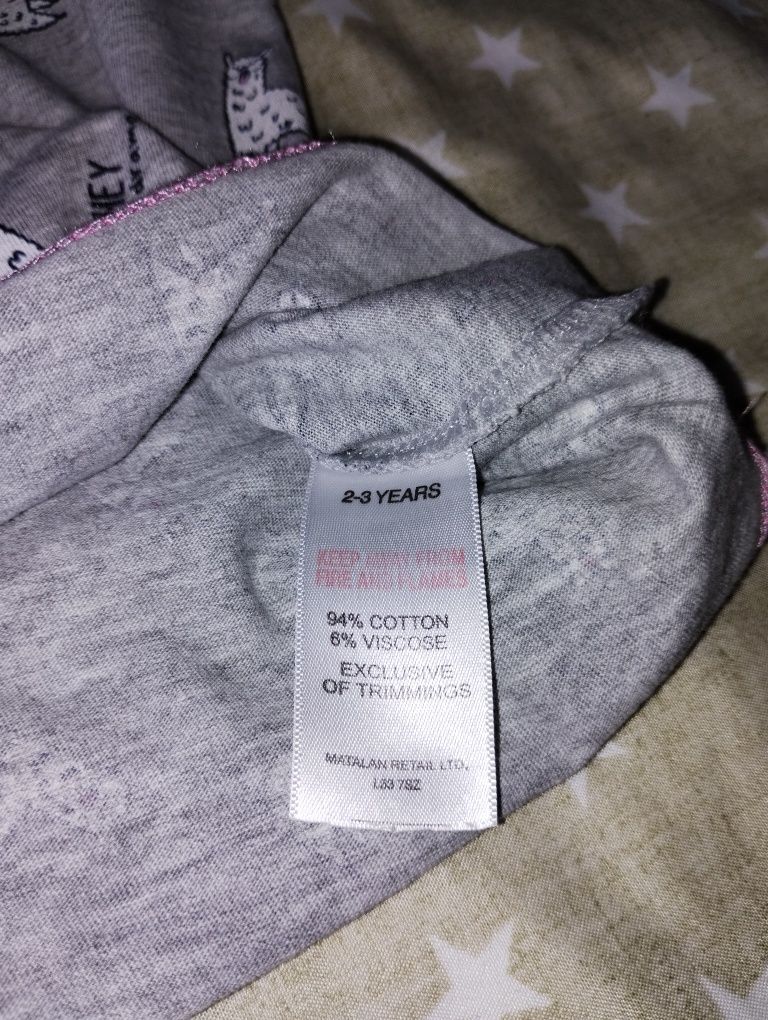 2-3 YEARS
KEEP AWAY FROM
FIRE AND FLAMES
94% COTTON
6% VISCOSE
EXCLUSIVE
OF TRIMMINGS
MATALAN RETAIL LTD.
L33 7SZ